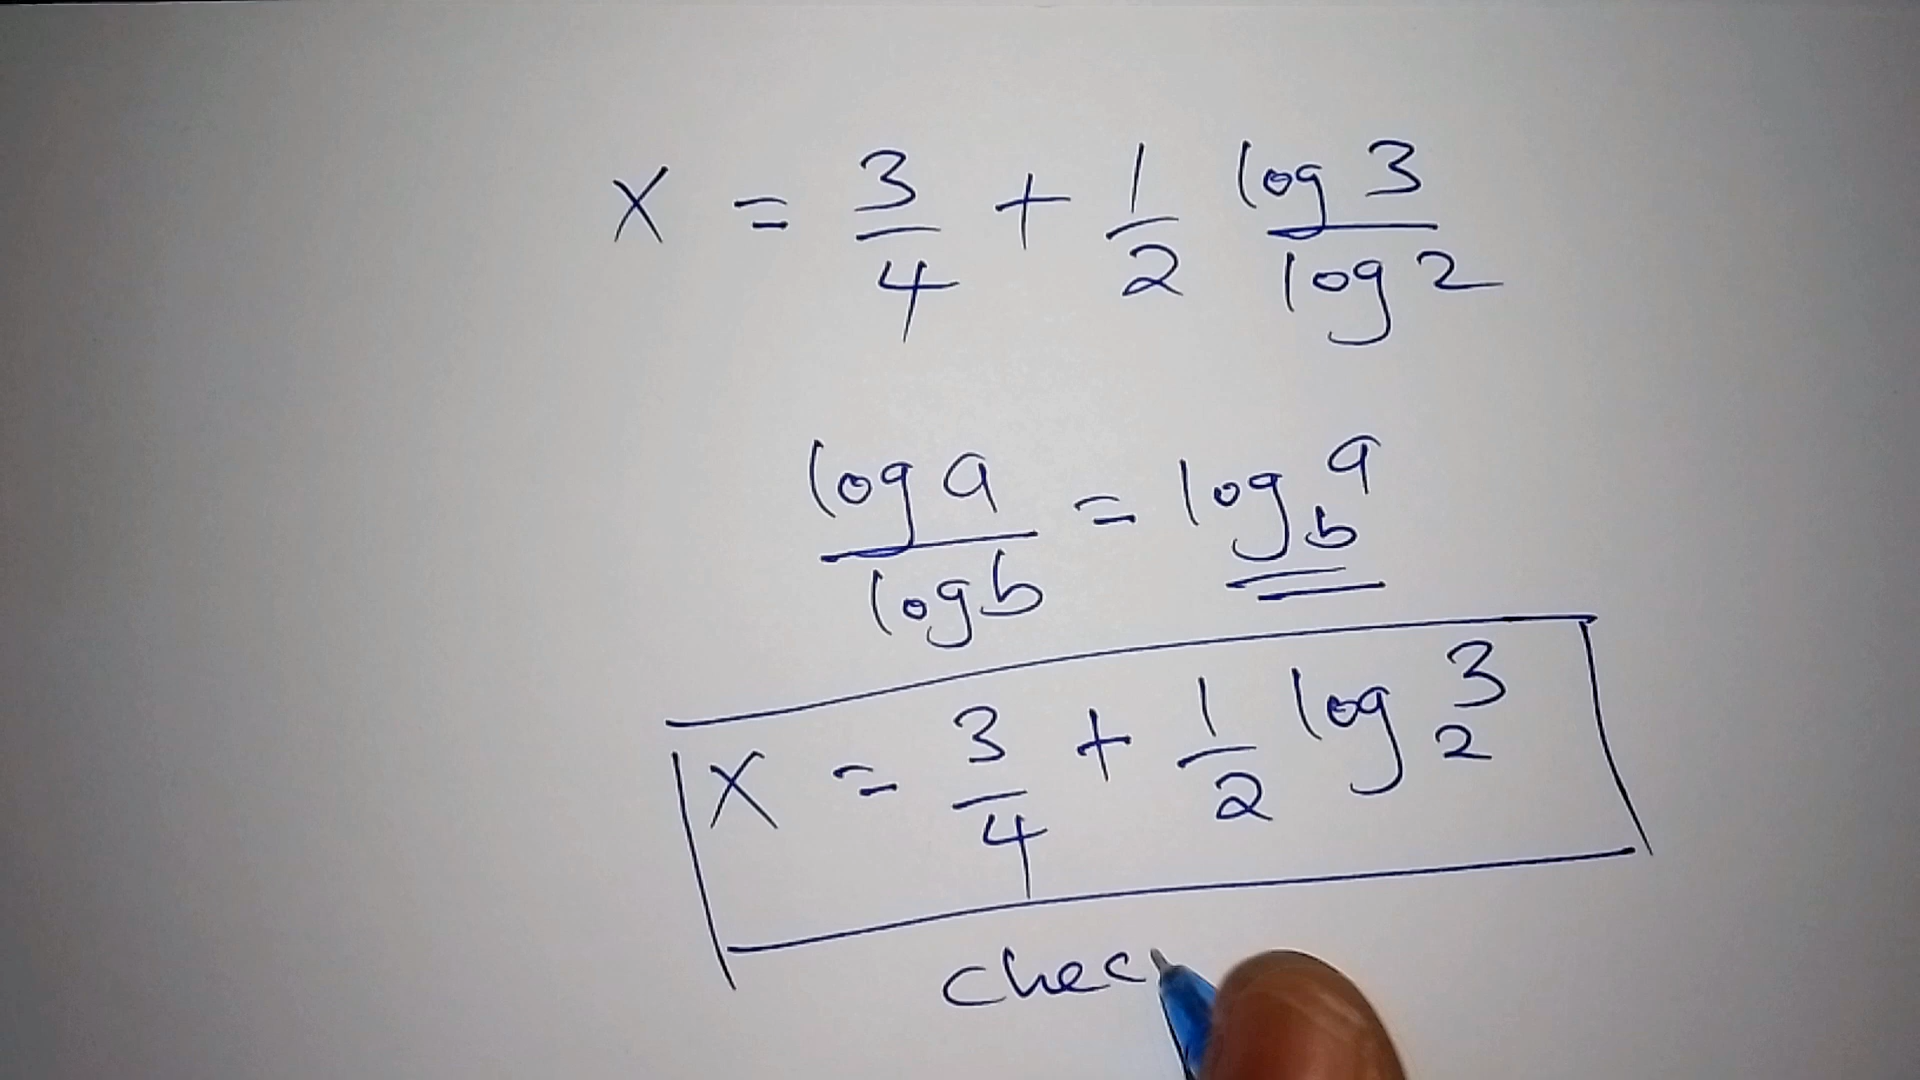 x = 3/4 + 1/2 log 3/log 2
log a/log b = log_b a
x = 3/4 + 1/2 log_2 3
chec